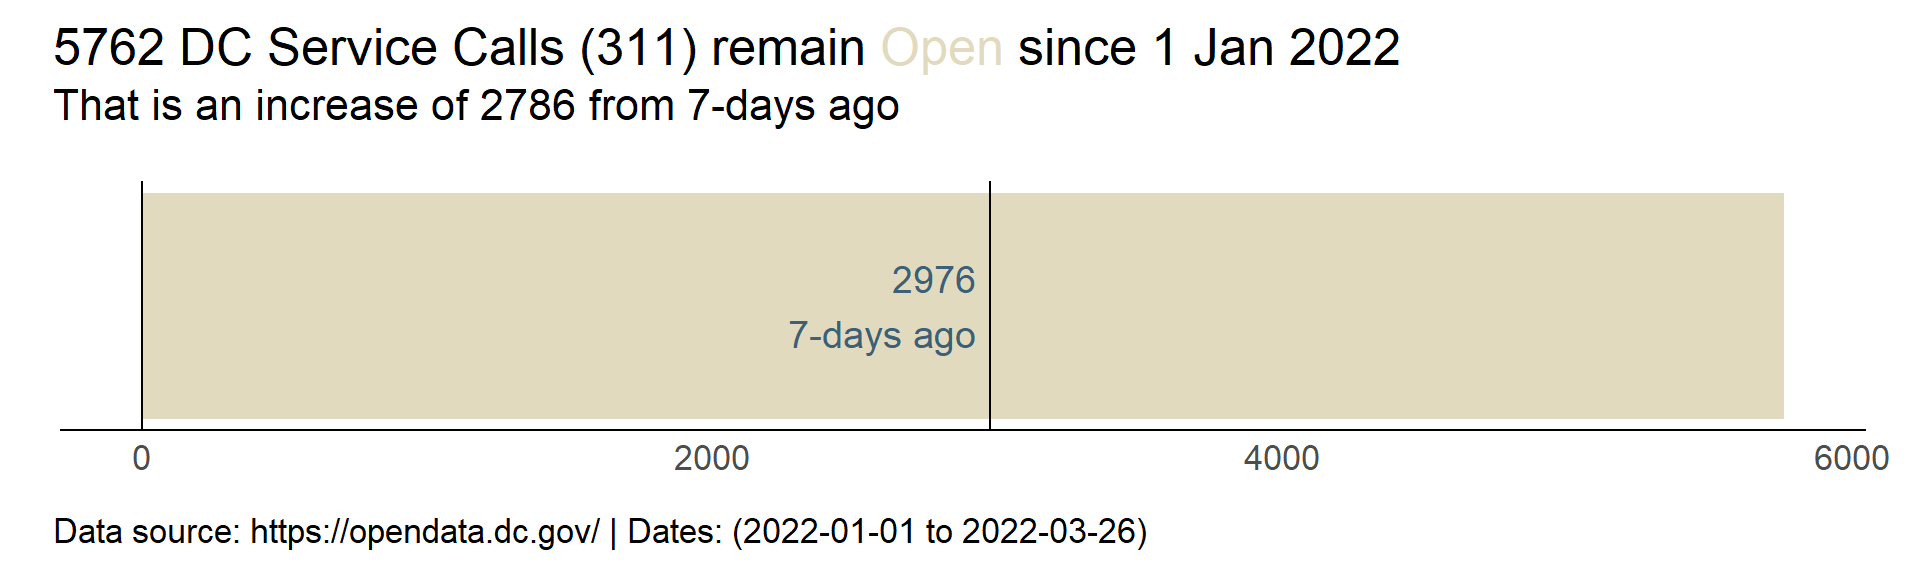 5762 DC Service Calls (311) remain Open since 1 Jan 2022
That is an increase of 2786 from 7-days ago
2976
7-days ago
0 2000 4000 6000
Data source: https://opendata.dc.gov/ | Dates: (2022-01-01 to 2022-03-26)